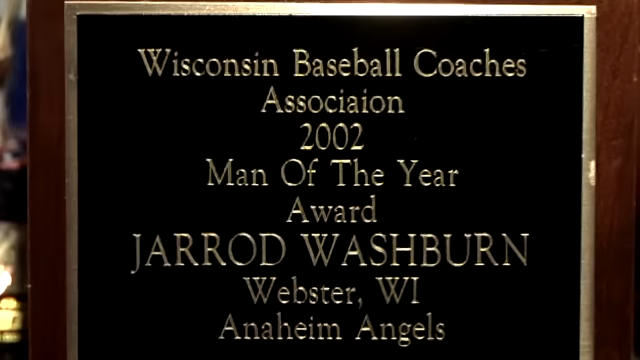 Wisconsin Baseball Coaches
Associaion
2002
Man Of The Year
Award
JARROD WASHBURN
Webster, WI
Anaheim Angels